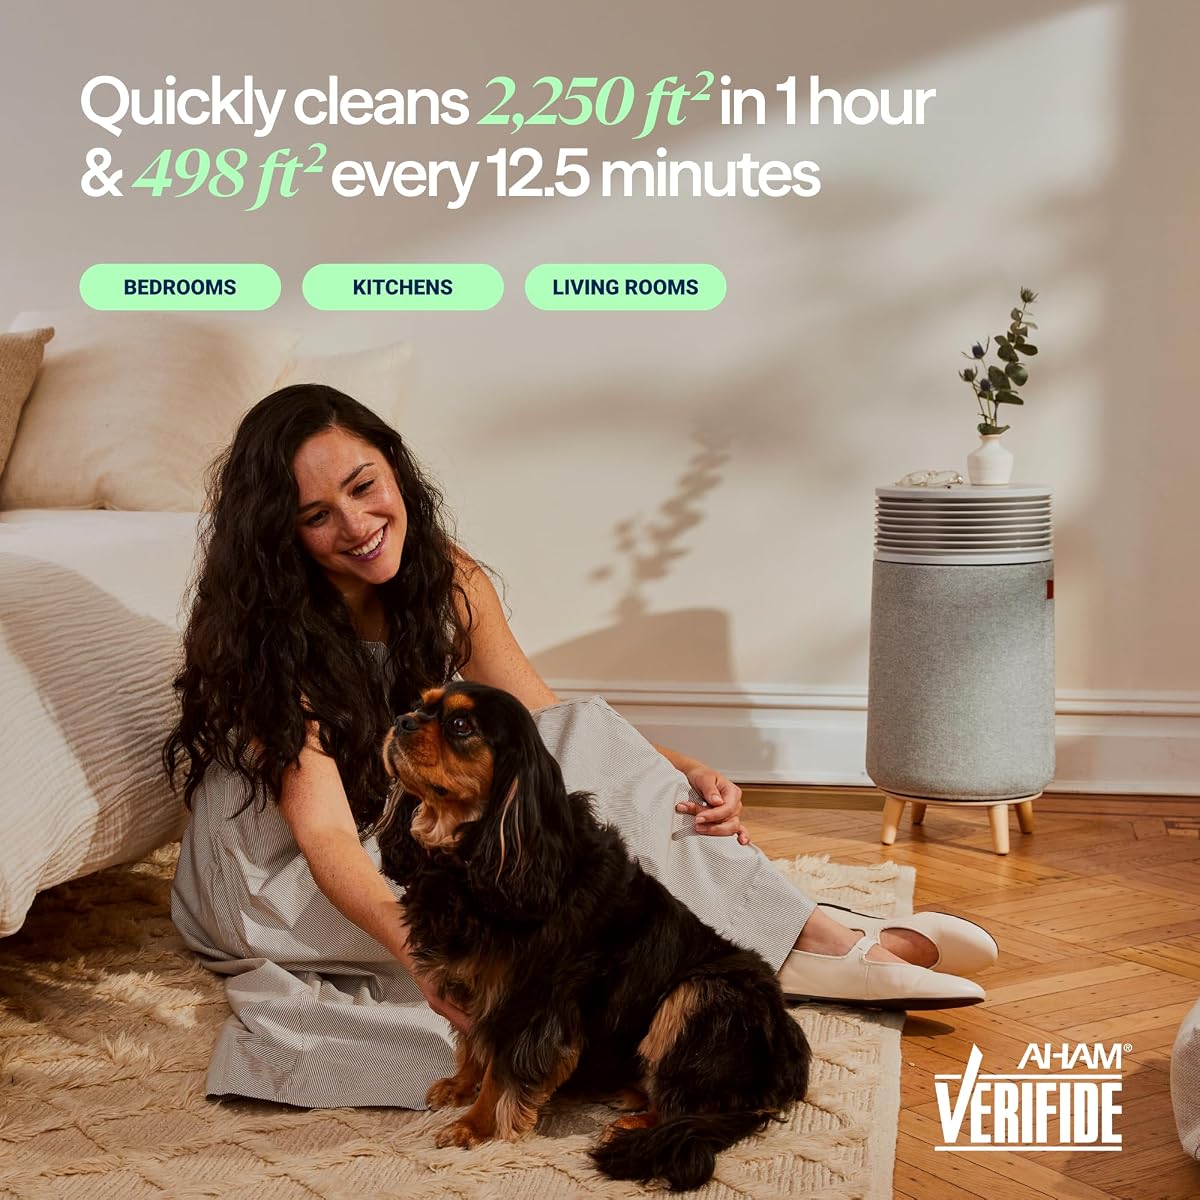 Quickly cleans 2,250 ft² in 1 hour
& 498 ft² every 12.5 minutes
BEDROOMS KITCHENS LIVING ROOMS
AHAM®
VERIFIDE